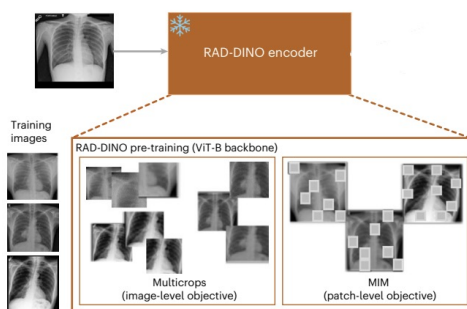 RAD-DINO encoder
Training
images
RAD-DINO pre-training (ViT-B backbone)
Multicrops
(image-level objective)
MIM
(patch-level objective)